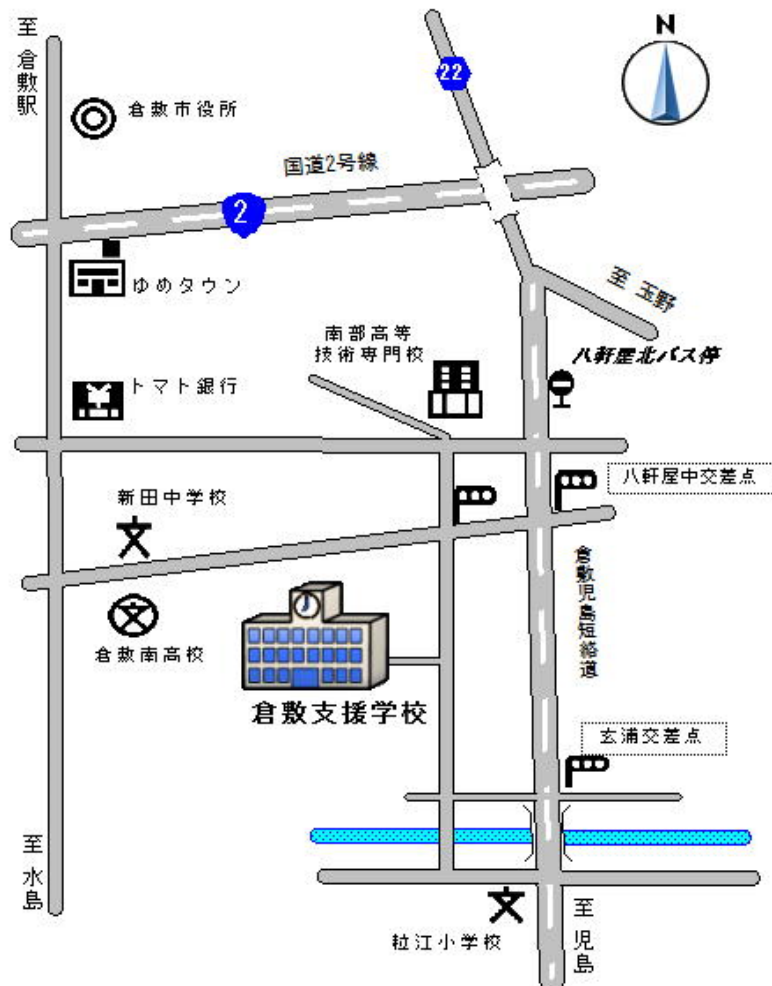 至 倉敷駅
N
22
倉敷市役所
国道2号線
2
ゆめタウン
至 玉野
南部高等
技術専門校
八軒屋北バス停
トマト銀行
八軒屋中交差点
新田中学校
倉敷児島短絡道
倉敷南高校
倉敷支援学校
玄浦交差点
至 水島
粒江小学校
至 児島